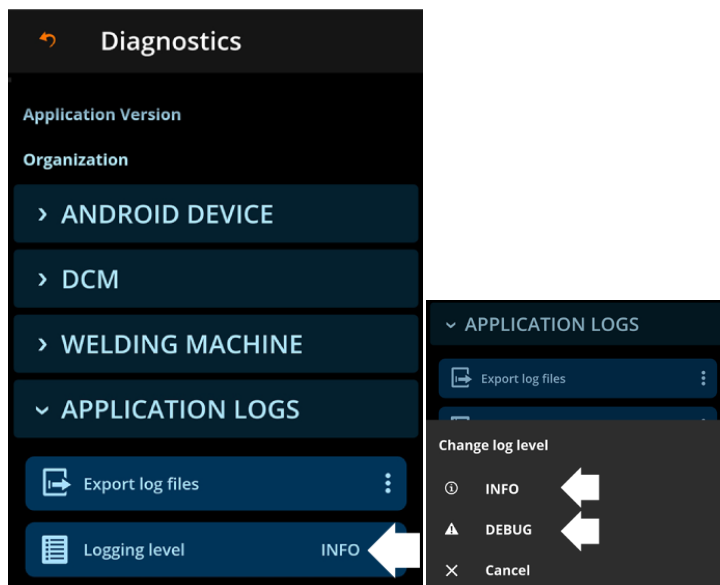 Diagnostics
Application Version
Organization
ANDROID DEVICE
DCM
WELDING MACHINE
APPLICATION LOGS
Export log files
Logging level INFO
APPLICATION LOGS
Export log files
Change log level
INFO
DEBUG
Cancel